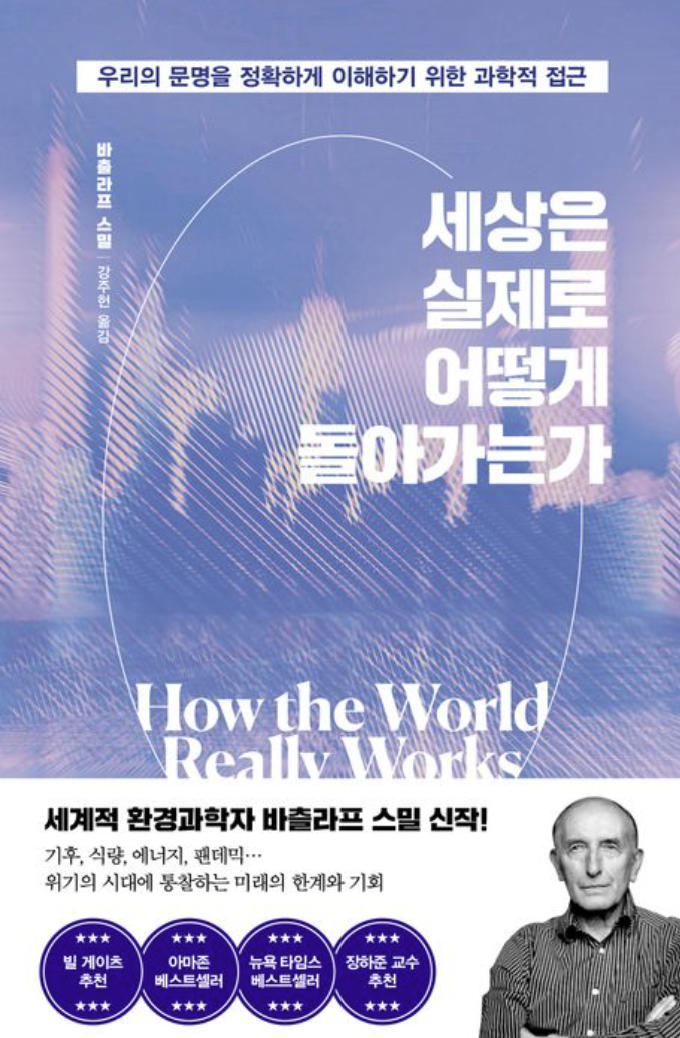 우리의 문명을 정확하게 이해하기 위한 과학적 접근
바츨라프 스밀 | 강주헌 옮김
세상은
실제로
어떻게
돌아가는가
How the World
Really Works
세계적 환경과학자 바츨라프 스밀 신작!
기후, 식량, 에너지, 팬데믹…
위기의 시대에 통찰하는 미래의 한계와 기회
★★★
빌 게이츠
추천
★★★
★★★
아마존
베스트셀러
★★★
★★★
뉴욕 타임스
베스트셀러
★★★
★★★
장하준 교수
추천
★★★